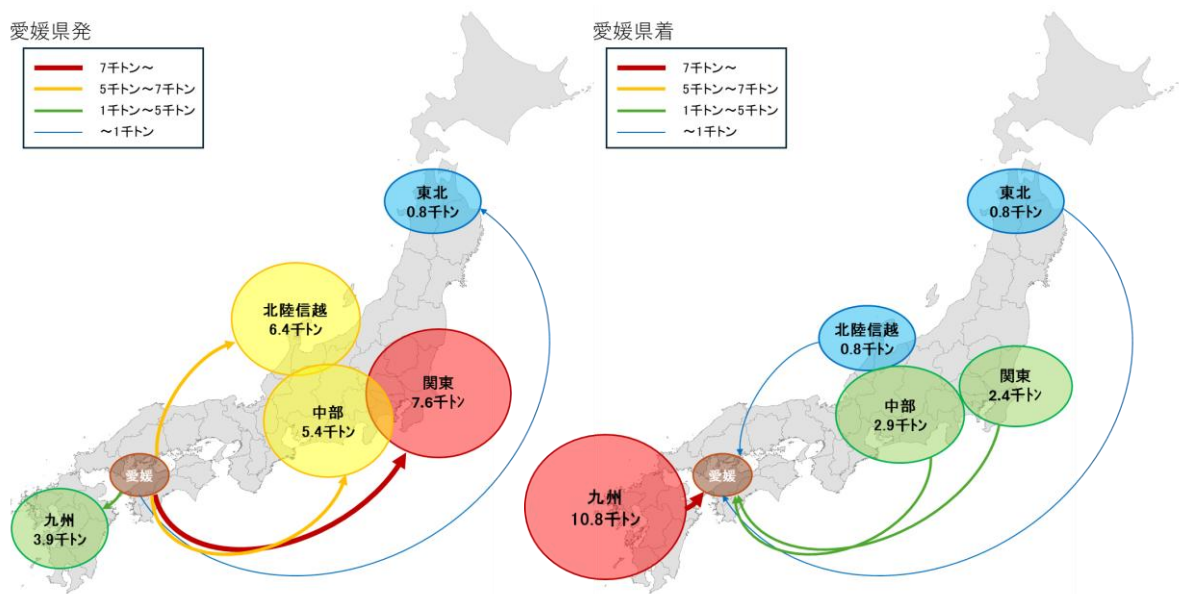 愛媛県発
7千トン～
5千トン～7千トン
1千トン～5千トン
～1千トン
東北
0.8千トン
北陸信越
6.4千トン
関東
7.6千トン
中部
5.4千トン
愛媛
九州
3.9千トン
愛媛県着
7千トン～
5千トン～7千トン
1千トン～5千トン
～1千トン
東北
0.8千トン
北陸信越
0.8千トン
関東
2.4千トン
中部
2.9千トン
愛媛
九州
10.8千トン